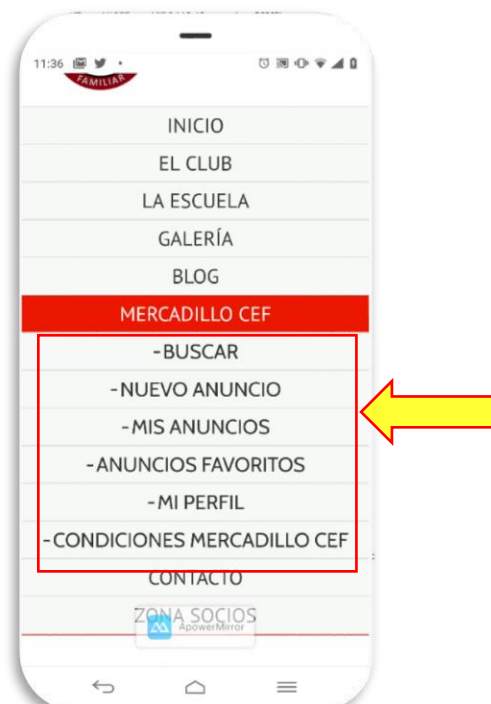 11:36
FAMILIAR
INICIO
EL CLUB
LA ESCUELA
GALERÍA
BLOG
MERCADILLO CEF
-BUSCAR
-NUEVO ANUNCIO
-MIS ANUNCIOS
-ANUNCIOS FAVORITOS
-MI PERFIL
-CONDICIONES MERCADILLO CEF
CONTACTO
ZONA SOCIOS
ApowerMirror